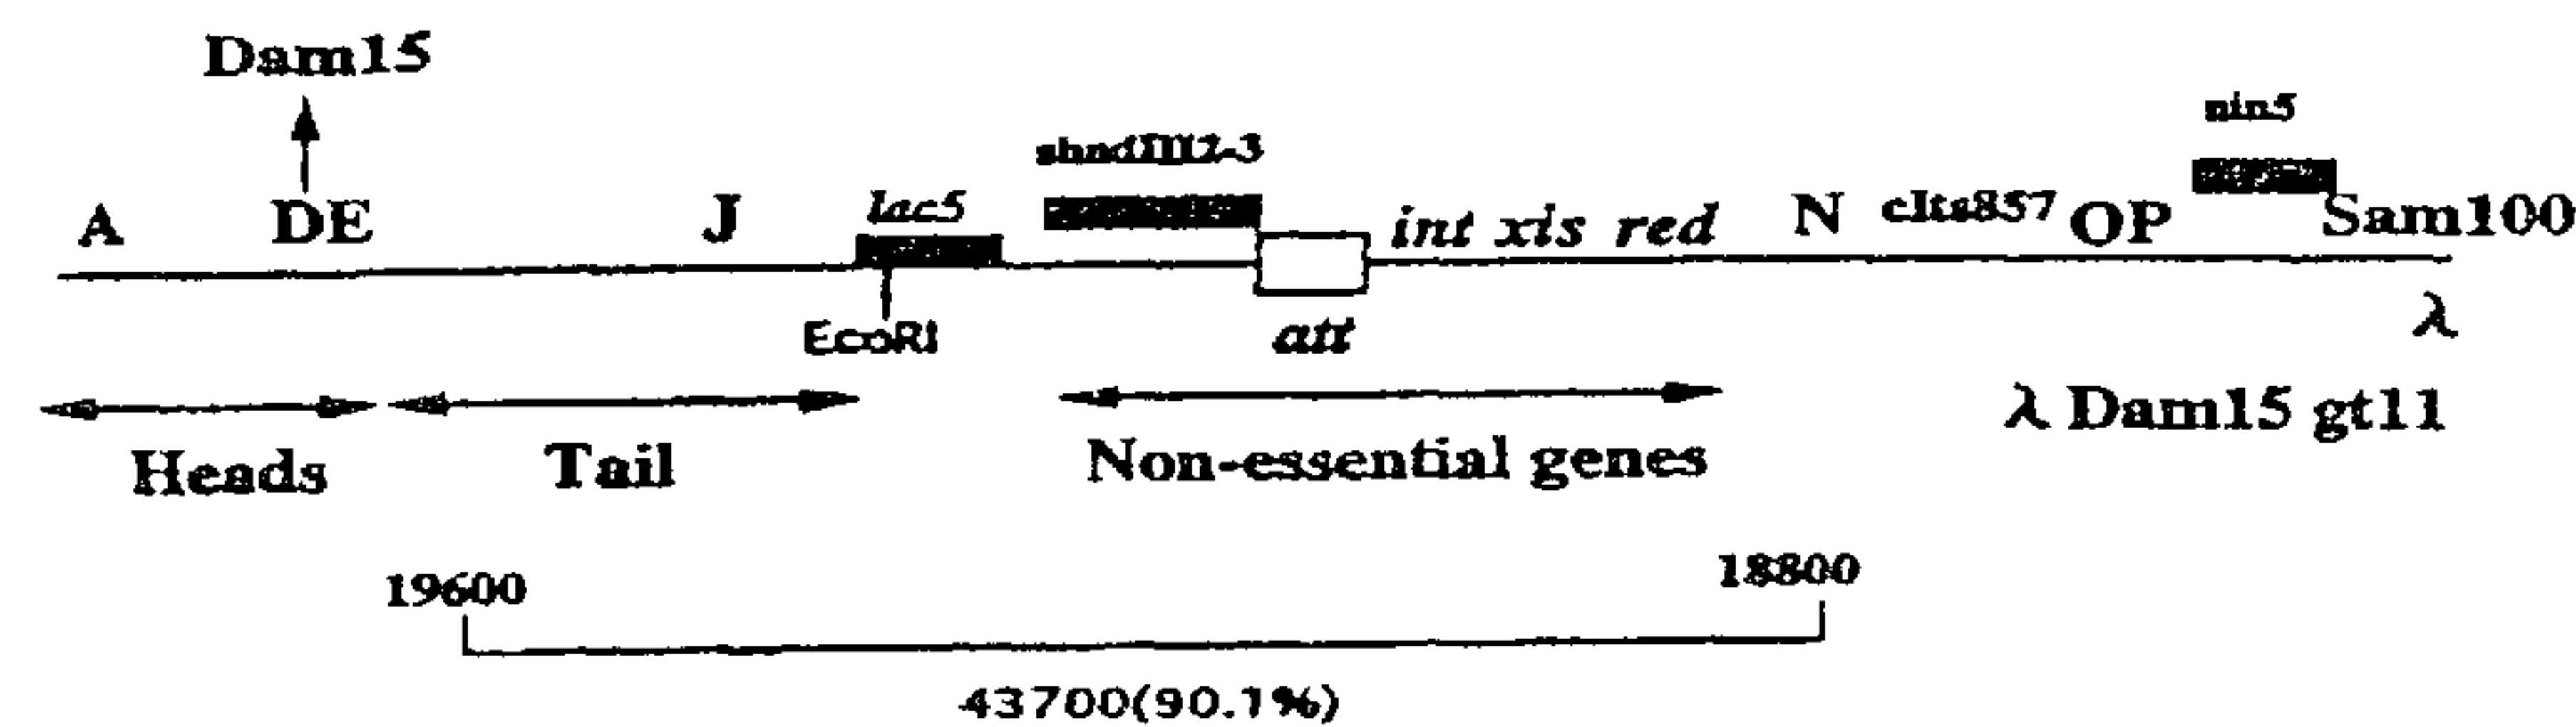 Dam15
nin5
shndIII2-3
A DE J lac5 int xis red N cIts857 OP Sam100
EcoRI att λ
λ Dam15 gt11
Heads Tail Non-essential genes
19600 18800
43700(90.1%)